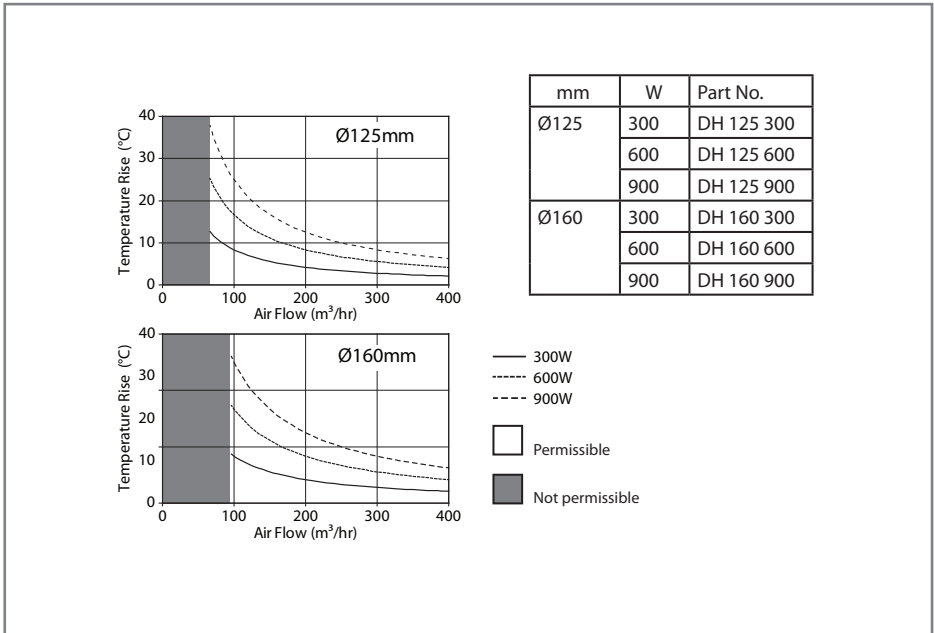 Temperature Rise (°C)
40
30
20
10
0
Ø125mm
0 100 200 300 400
Air Flow (m³/hr)
Temperature Rise (°C)
40
30
20
10
0
Ø160mm
0 100 200 300 400
Air Flow (m³/hr)
mm W Part No.
Ø125 300 DH 125 300
600 DH 125 600
900 DH 125 900
Ø160 300 DH 160 300
600 DH 160 600
900 DH 160 900
300W
600W
900W
Permissible
Not permissible